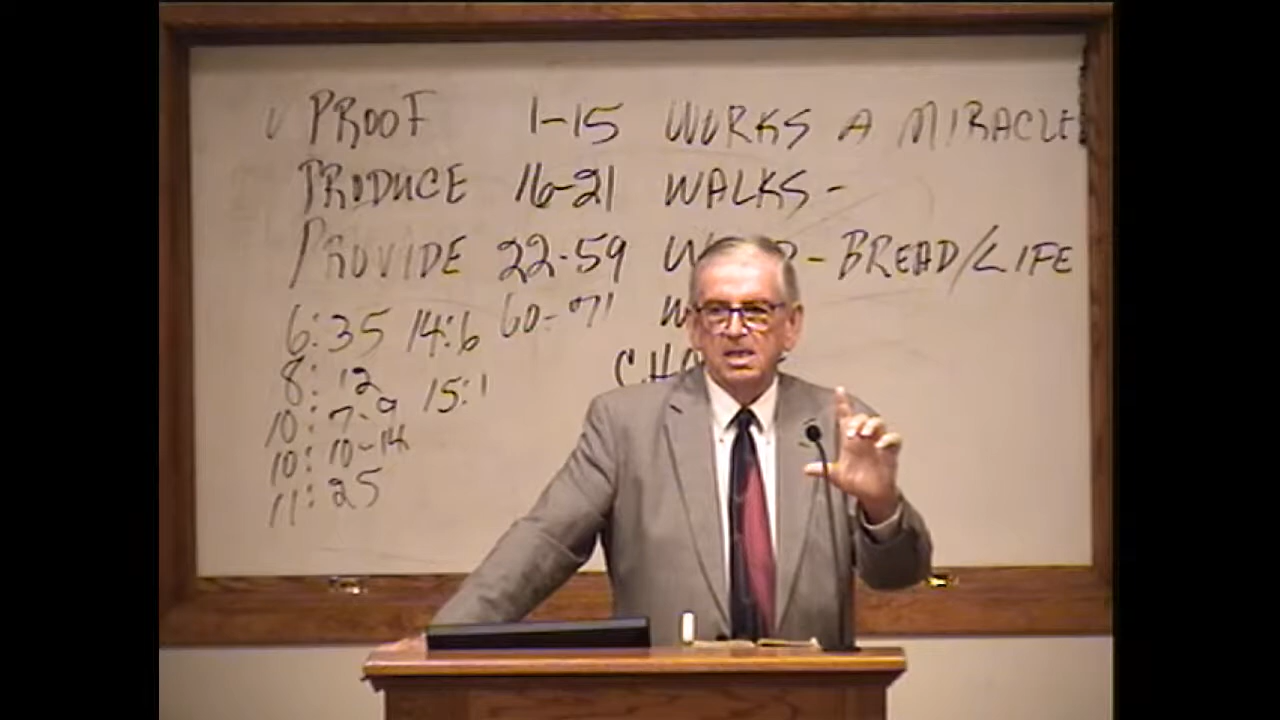 PROOF 1-15 WORKS A MIRACLE
PRODUCE 16-21 WALKS -
PROVIDE 22-59 - BREAD/LIFE
6:35 14:6 60-71
8:12 15:1
10:7-9
10:10-14
11:25